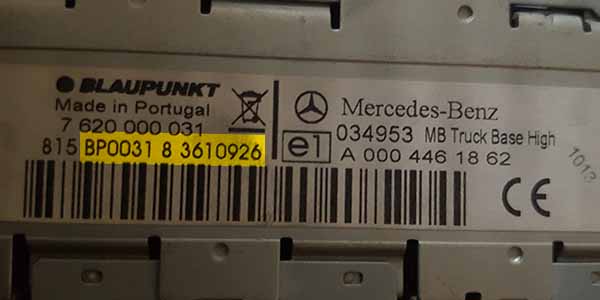 BLAUPUNKT
Made in Portugal
7 620 000 031
815 BP0031 8 3610926
Mercedes-Benz
e1 034953 MB Truck Base High
A 000 446 18 62
1013
CE